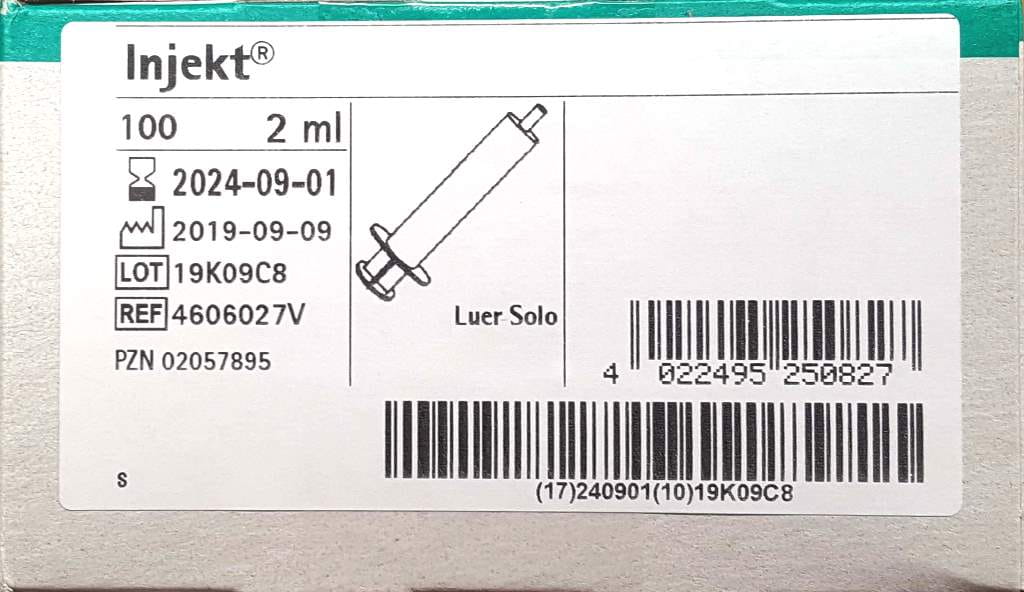 Injekt®
100 2 ml
2024-09-01
2019-09-09
LOT 19K09C8
REF 4606027V
PZN 02057895
Luer Solo
4 022495 250827
(17)240901(10)19K09C8
S